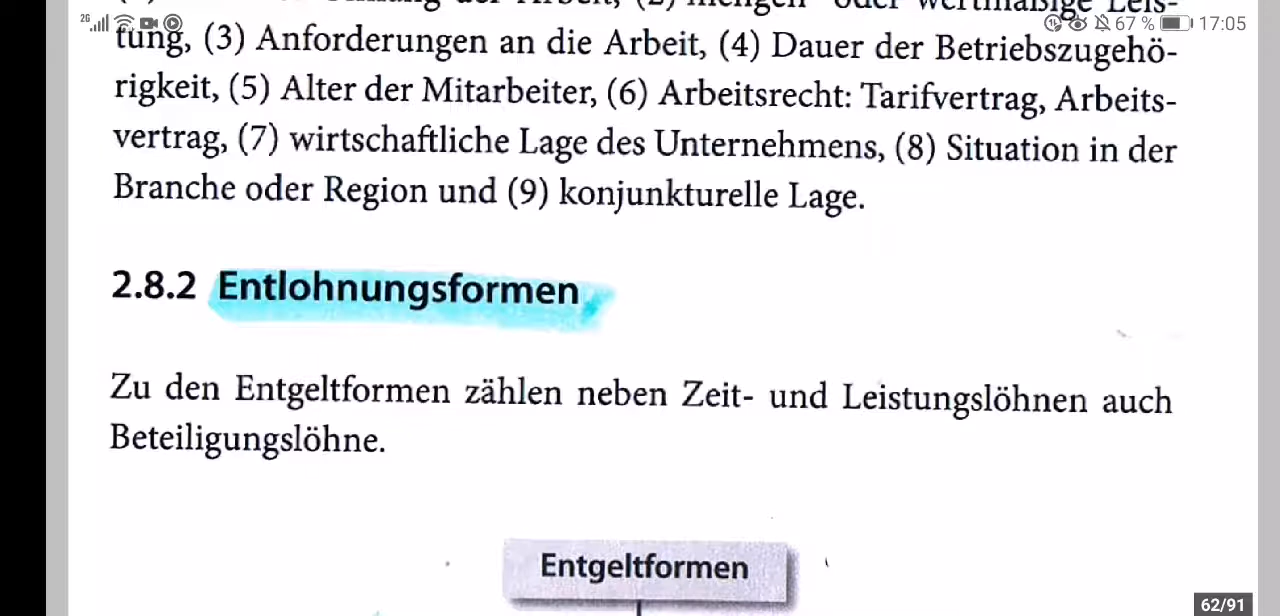 2G 67 % 17:05
tung, (3) Anforderungen an die Arbeit, (4) Dauer der Betriebszugehö-
rigkeit, (5) Alter der Mitarbeiter, (6) Arbeitsrecht: Tarifvertrag, Arbeits-
vertrag, (7) wirtschaftliche Lage des Unternehmens, (8) Situation in der
Branche oder Region und (9) konjunkturelle Lage.
2.8.2 Entlohnungsformen
Zu den Entgeltformen zählen neben Zeit- und Leistungslöhnen auch
Beteiligungslöhne.
Entgeltformen
62/91